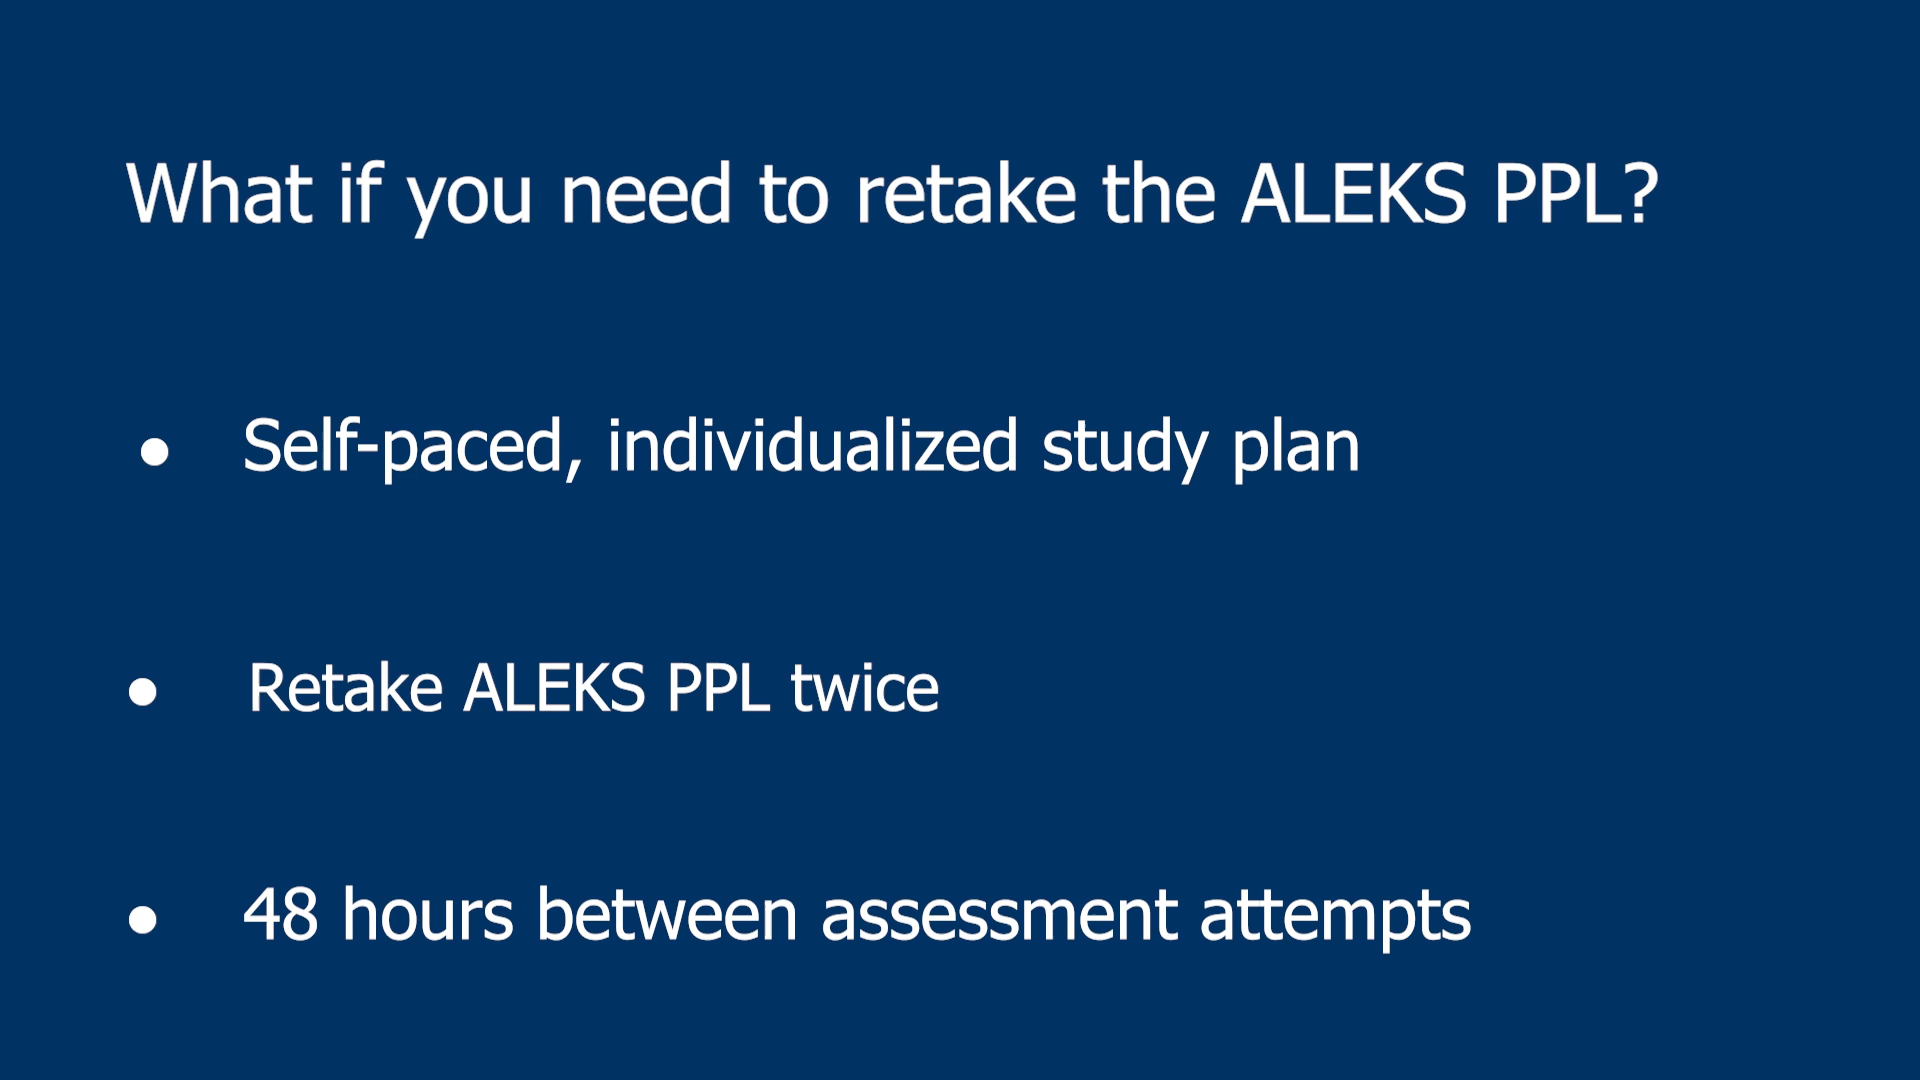 What if you need to retake the ALEKS PPL?
● Self-paced, individualized study plan
● Retake ALEKS PPL twice
● 48 hours between assessment attempts